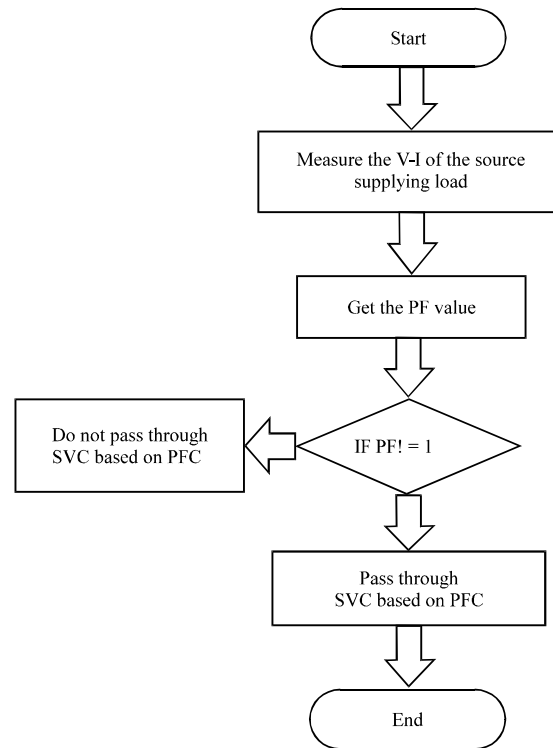 Start
Measure the V-I of the source
supplying load
Get the PF value
IF PF! = 1
Do not pass through
SVC based on PFC
Pass through
SVC based on PFC
End